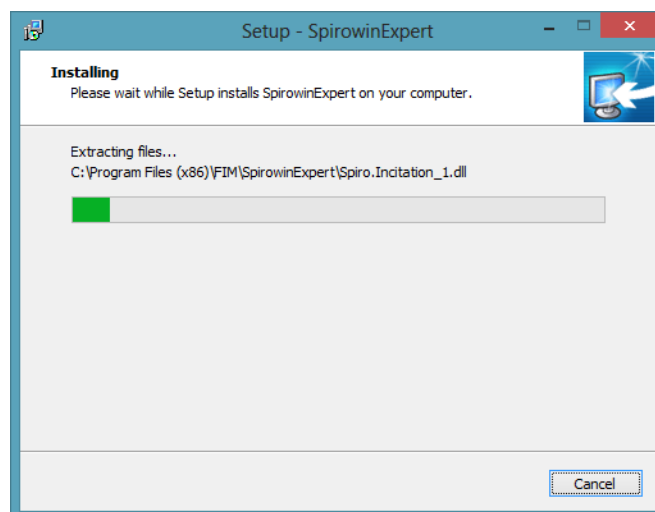 Setup - SpirowinExpert
Installing
Please wait while Setup installs SpirowinExpert on your computer.
Extracting files...
C:\Program Files (x86)\FIM\SpirowinExpert\Spiro.Incitation_1.dll
Cancel